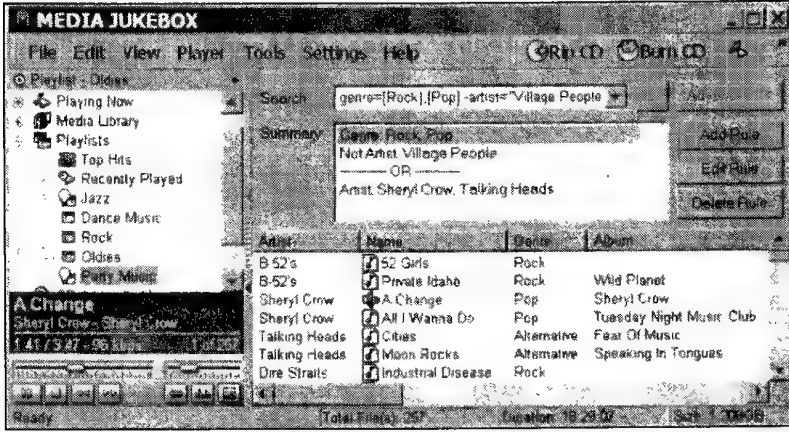 MEDIA JUKEBOX
File Edit View Player Tools Settings Help Rip CD Burn CD
Playlist - Oldies
Playing Now
Media Library
Playlists
Top Hits
Recently Played
Jazz
Dance Music
Rock
Oldies
Party Music
Search genre=[Rock],[Pop] -artist="Village People
Summary Genre: Rock, Pop
Not Artist: Village People
OR
Artist: Sheryl Crow, Talking Heads
Add Rule
Edit Rule
Delete Rule
Artist Name Genre Album
B-52's 52 Girls Rock
B-52's Private Idaho Rock Wild Planet
Sheryl Crow A Change Pop Sheryl Crow
Sheryl Crow All I Wanna Do Pop Tuesday Night Music Club
Talking Heads Cities Alternative Fear Of Music
Talking Heads Moon Rocks Alternative Speaking In Tongues
Dire Straits Industrial Disease Rock
A Change
Sheryl Crow - Sheryl Crow
1 of 257
Ready Total File(s): 257